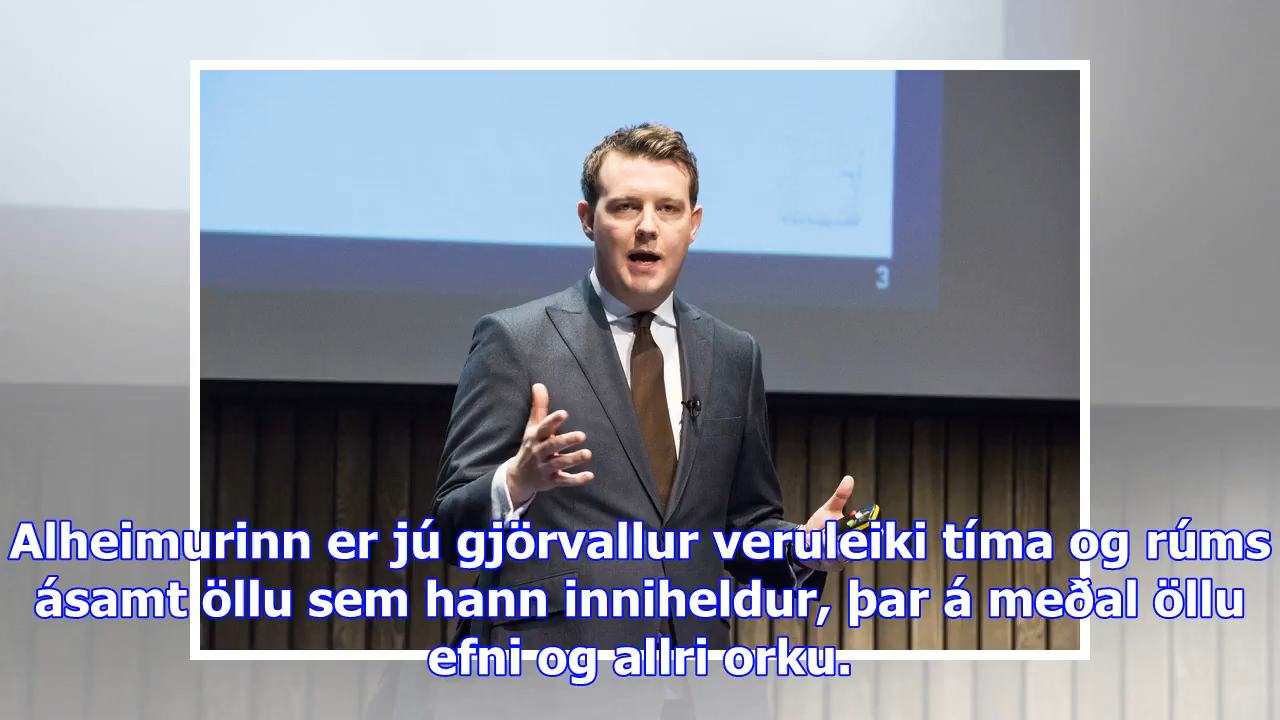 3
Alheimurinn er jú gjörvallur veruleiki tíma og rúms
ásamt öllu sem hann inniheldur, þar á meðal öllu
efni og allri orku.